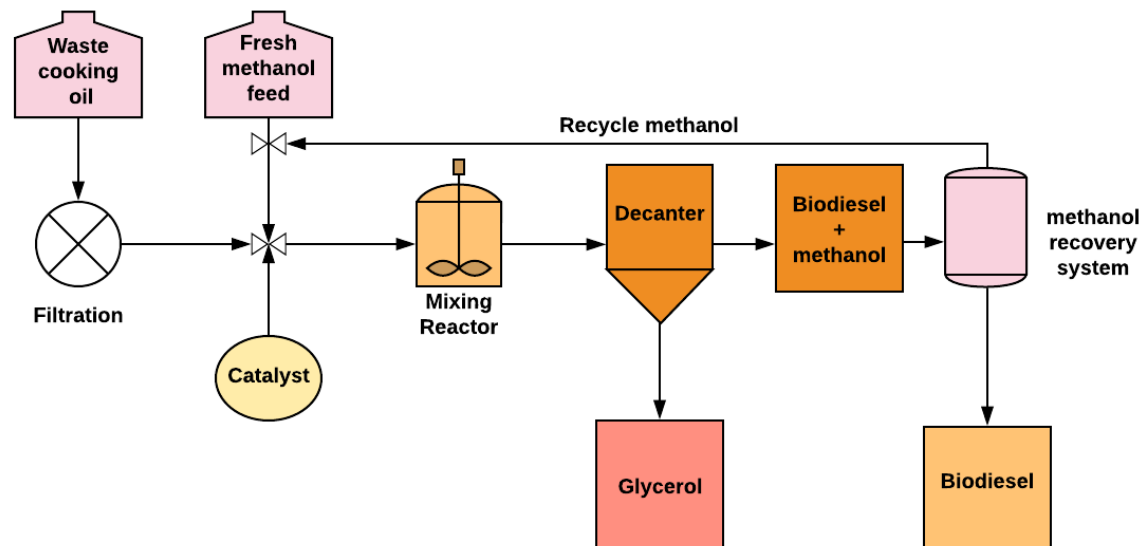 Waste
cooking
oil
Fresh
methanol
feed
Recycle methanol
Decanter
Biodiesel
+
methanol
methanol
recovery
system
Filtration
Mixing
Reactor
Catalyst
Glycerol
Biodiesel